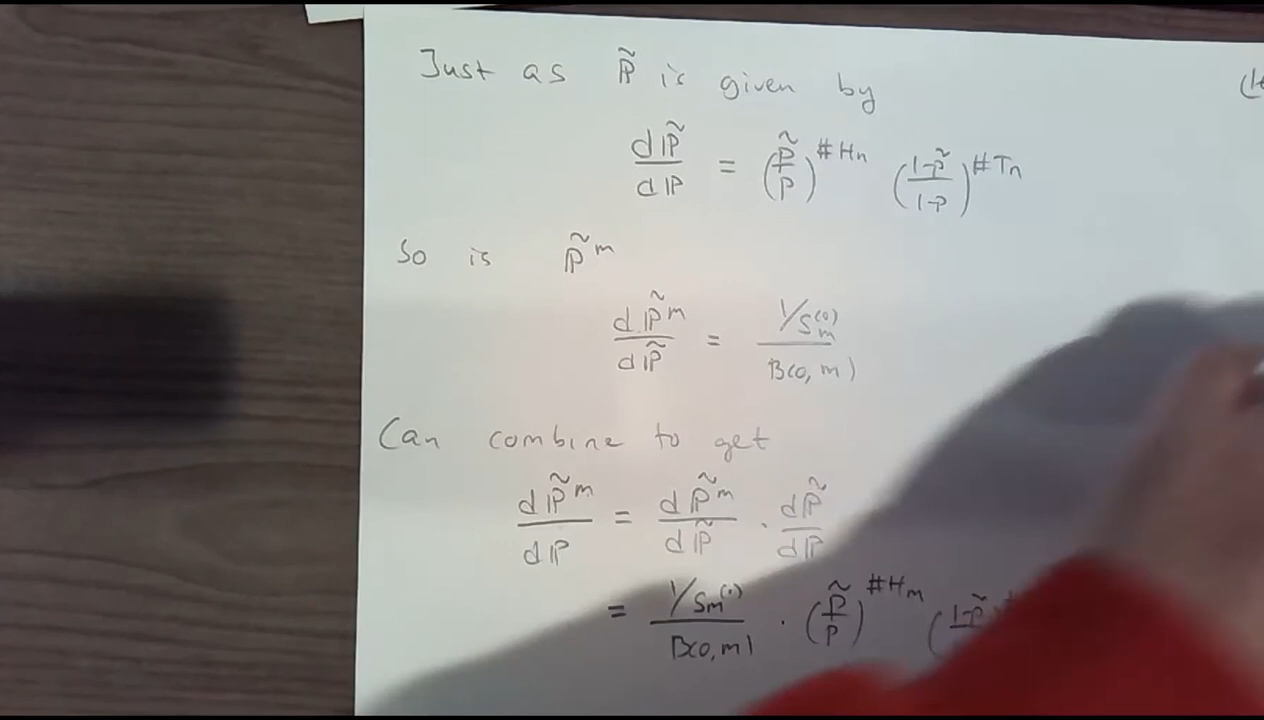 Just as P̃ is given by
dP̃/dP = (p̃/p)^#Hn ((1-p̃)/(1-p))^#Tn
So is P̃^m
dP̃^m/dP̃ = (1/S_m^(0))/B(0,m)
Can combine to get
dP̃^m/dP = dP̃^m/dP̃ · dP̃/dP
= (1/S_m^(0))/B(0,m) · (p̃/p)^#Hm (1-p̃